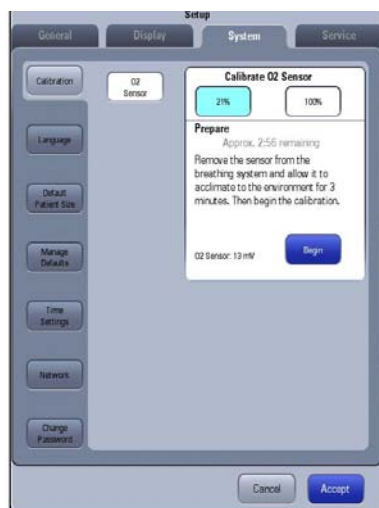 Setup
General
Display
System
Service
Calibration
O2
Sensor
Calibrate O2 Sensor
21%
100%
Prepare
Approx. 2:56 remaining
Remove the sensor from the
breathing system and allow it to
acclimate to the environment for 3
minutes. Then begin the calibration.
O2 Sensor: 13 mV
Begin
Language
Default
Patient Size
Manage
Defaults
Time
Settings
Network
Change
Password
Cancel
Accept